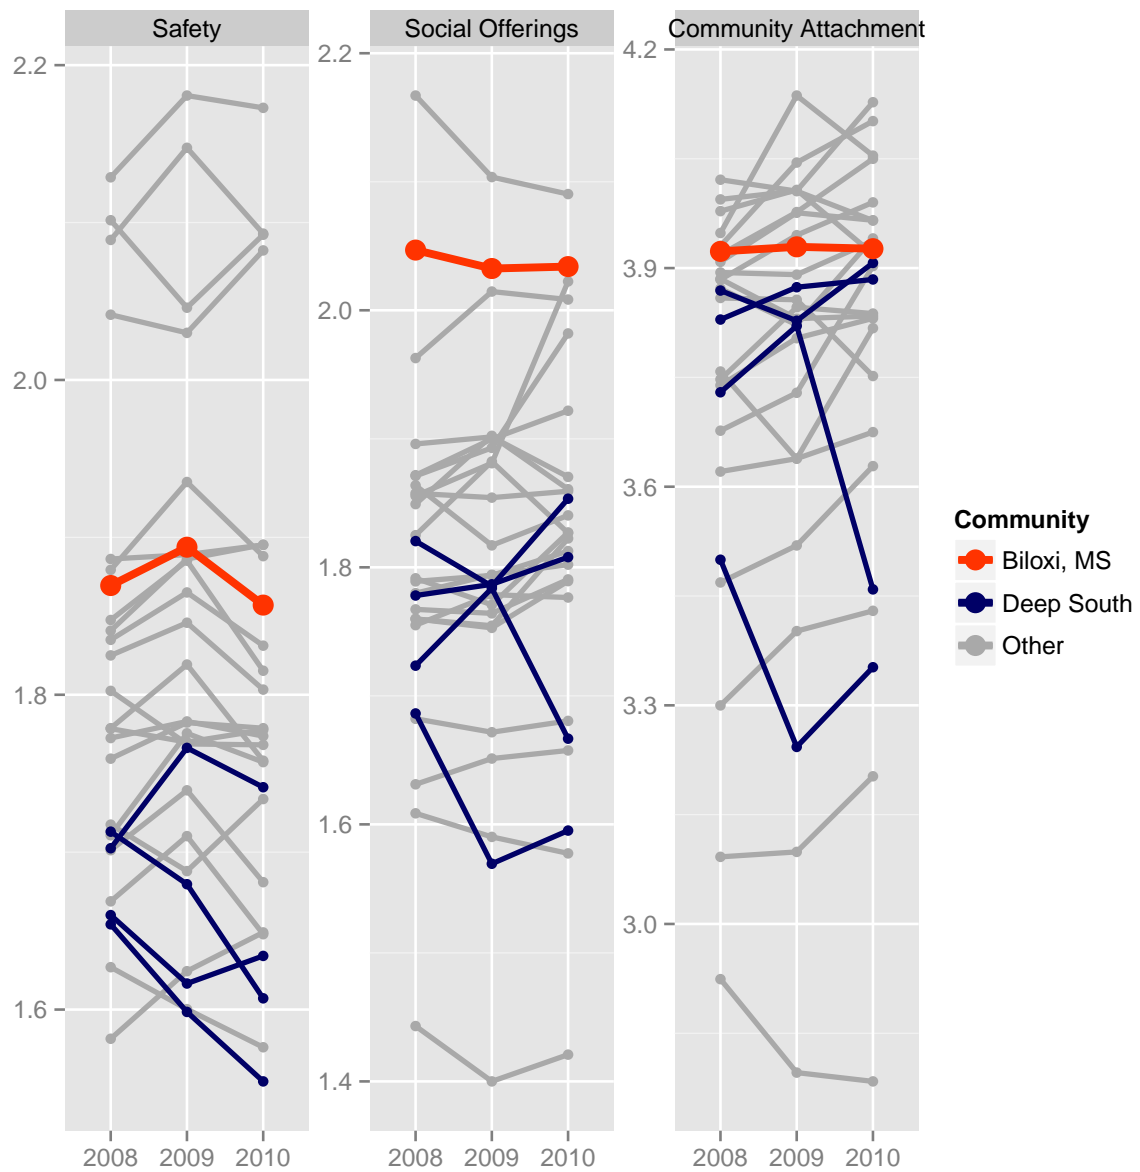 Safety
Social Offerings
Community Attachment
2.2
2.0
1.8
1.6
2.2
2.0
1.8
1.6
1.4
4.2
3.9
3.6
3.3
3.0
2008 2009 2010
2008 2009 2010
2008 2009 2010
Community
Biloxi, MS
Deep South
Other